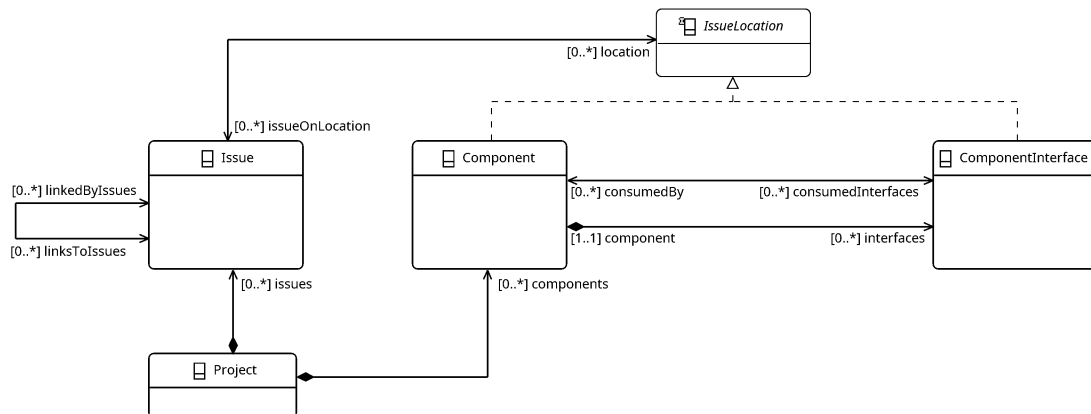 IssueLocation
[0..*] location
[0..*] issueOnLocation
Issue
Component
ComponentInterface
[0..*] linkedByIssues
[0..*] consumedBy
[0..*] consumedInterfaces
[0..*] linksToIssues
[1..1] component
[0..*] interfaces
[0..*] issues
[0..*] components
Project